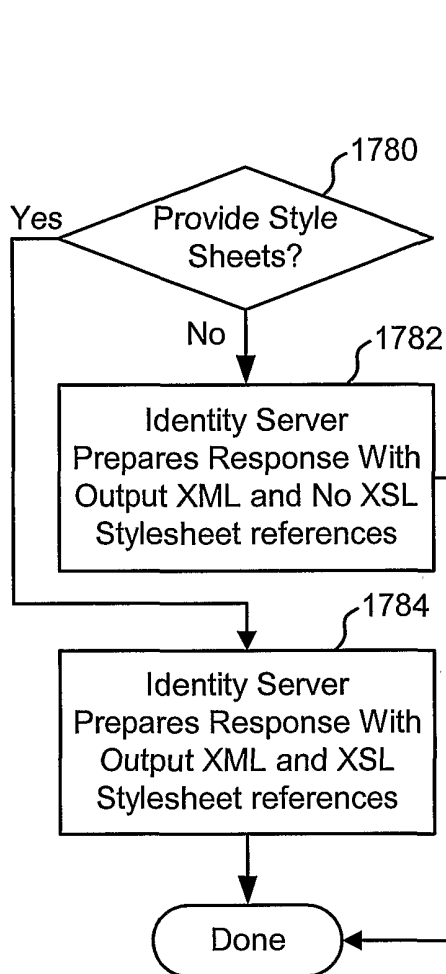 1780
Yes
Provide Style
Sheets?
No
1782
Identity Server
Prepares Response With
Output XML and No XSL
Stylesheet references
1784
Identity Server
Prepares Response With
Output XML and XSL
Stylesheet references
Done